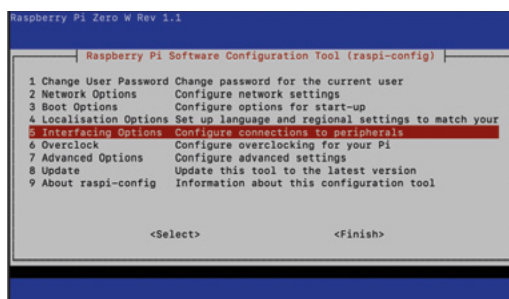 Raspberry Pi Zero W Rev 1.1
Raspberry Pi Software Configuration Tool (raspi-config)
1 Change User Password Change password for the current user
2 Network Options Configure network settings
3 Boot Options Configure options for start-up
4 Localisation Options Set up language and regional settings to match your
5 Interfacing Options Configure connections to peripherals
6 Overclock Configure overclocking for your Pi
7 Advanced Options Configure advanced settings
8 Update Update this tool to the latest version
9 About raspi-config Information about this configuration tool
<Select> <Finish>